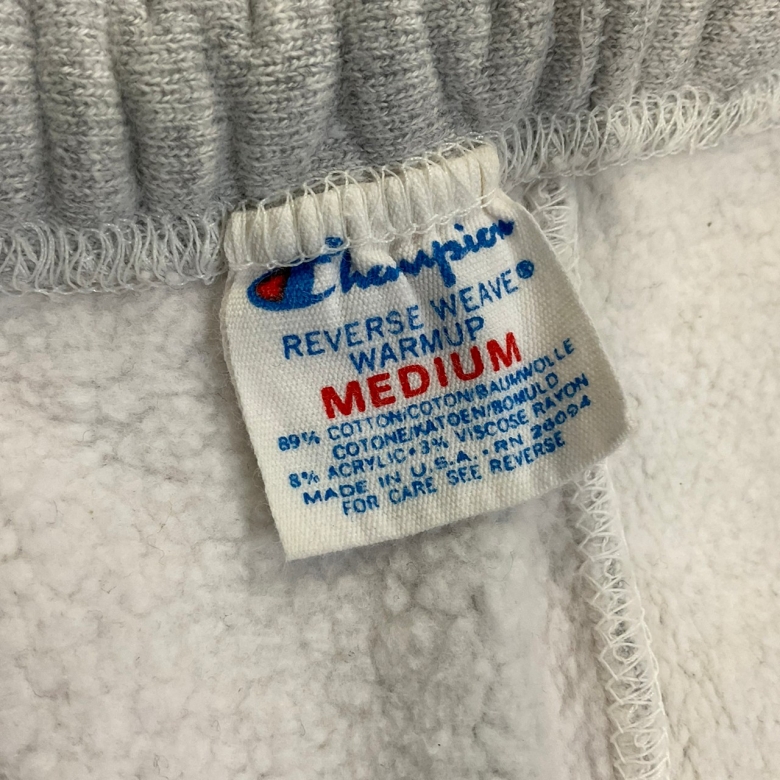 Champion
REVERSE WEAVE®
WARMUP
MEDIUM
89% COTTON/COTON/BAUMWOLLE
COTONE/KATOEN/BOMULD
8% ACRYLIC • 3% VISCOSE RAYON
MADE IN U.S.A. • RN 26094
FOR CARE SEE REVERSE